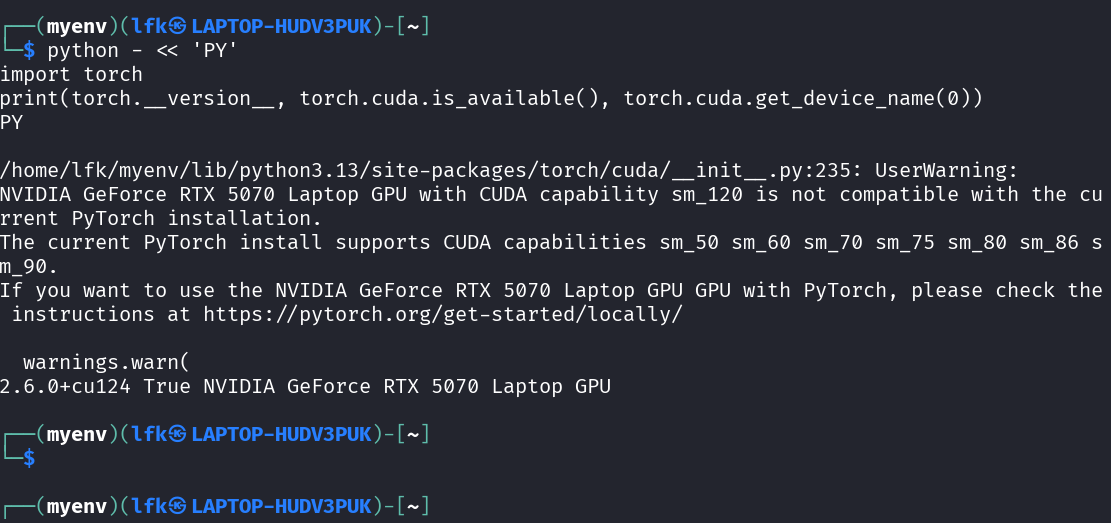 ┌──(myenv)(lfk㉿LAPTOP-HUDV3PUK)-[~]
└─$ python - << 'PY'
import torch
print(torch.__version__, torch.cuda.is_available(), torch.cuda.get_device_name(0))
PY
/home/lfk/myenv/lib/python3.13/site-packages/torch/cuda/__init__.py:235: UserWarning:
NVIDIA GeForce RTX 5070 Laptop GPU with CUDA capability sm_120 is not compatible with the cu
rrent PyTorch installation.
The current PyTorch install supports CUDA capabilities sm_50 sm_60 sm_70 sm_75 sm_80 sm_86 s
m_90.
If you want to use the NVIDIA GeForce RTX 5070 Laptop GPU GPU with PyTorch, please check the
 instructions at https://pytorch.org/get-started/locally/
  warnings.warn(
2.6.0+cu124 True NVIDIA GeForce RTX 5070 Laptop GPU
┌──(myenv)(lfk㉿LAPTOP-HUDV3PUK)-[~]
└─$
┌──(myenv)(lfk㉿LAPTOP-HUDV3PUK)-[~]